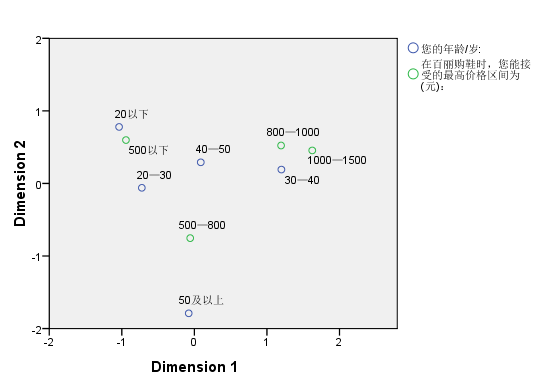 2
您的年龄/岁:
在百丽购鞋时，您能接
受的最高价格区间为
(元)：
1
20以下
800—1000
500以下
40—50
1000—1500
20—30
30—40
0
Dimension 2
500—800
-1
50及以上
-2
-2
-1
0
1
2
Dimension 1